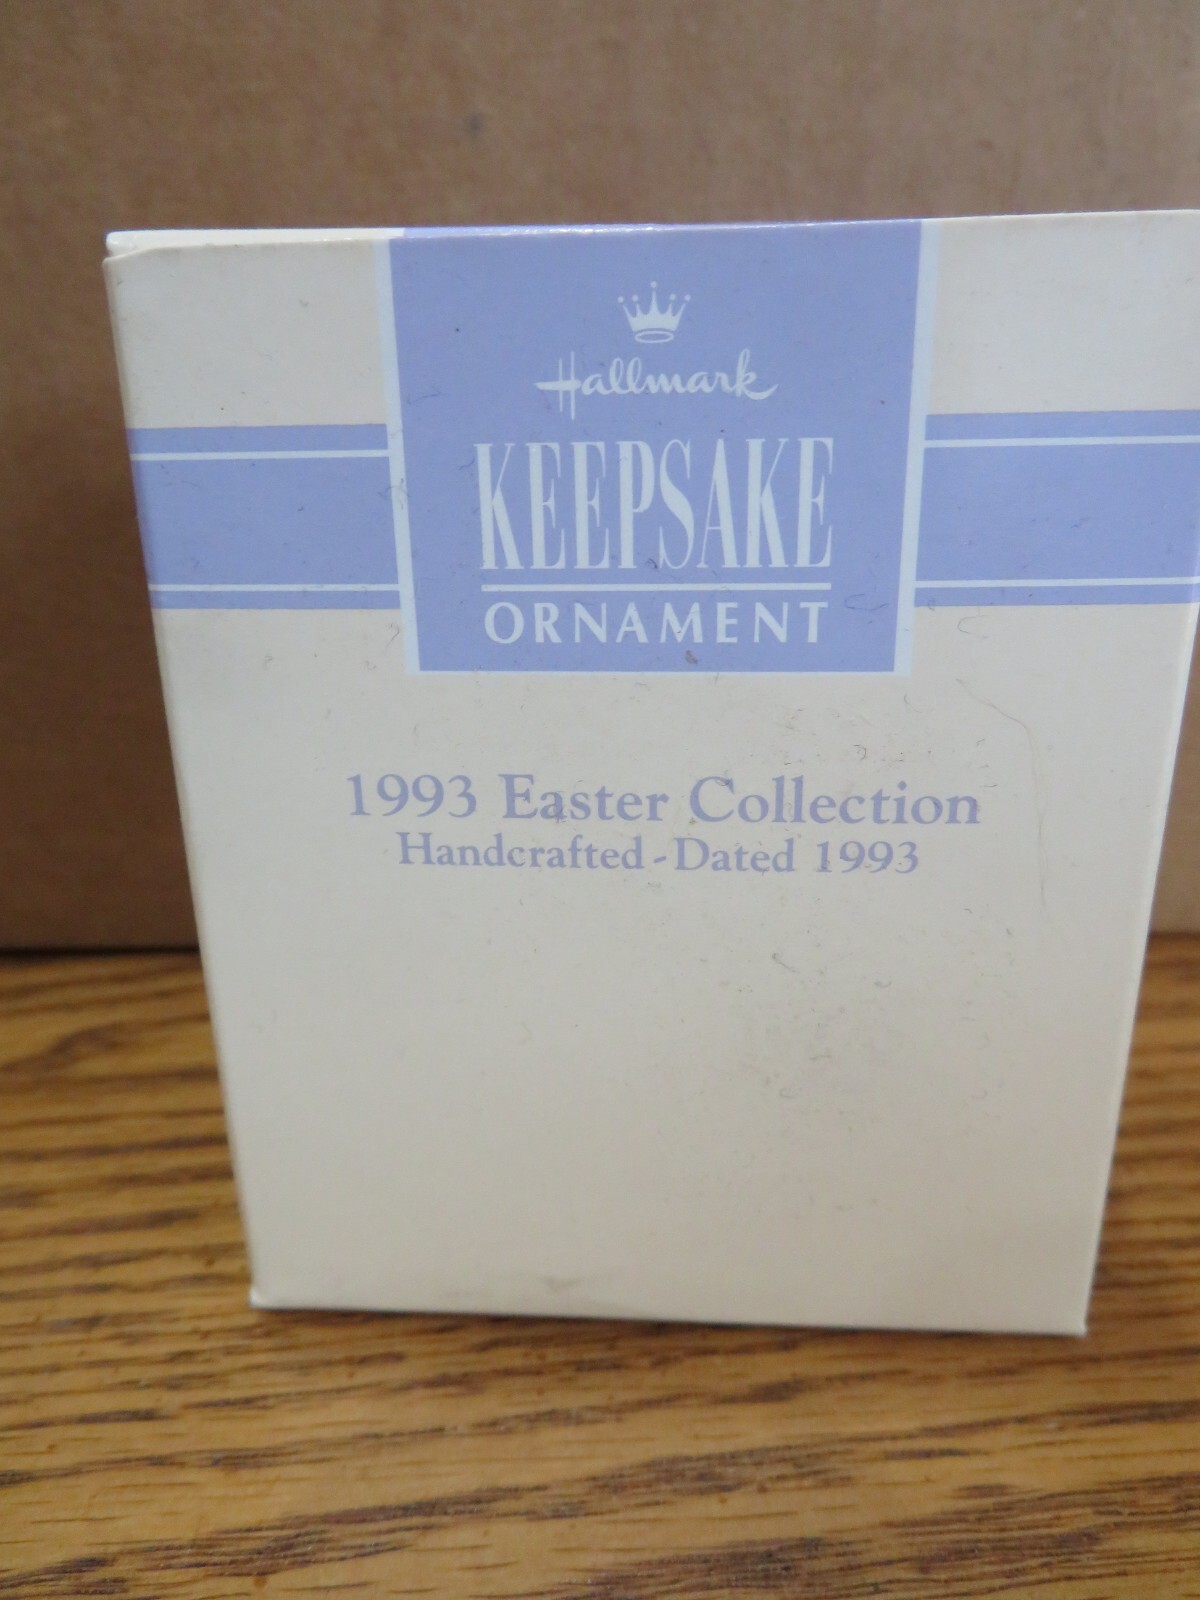 Hallmark
KEEPSAKE
ORNAMENT
1993 Easter Collection
Handcrafted - Dated 1993